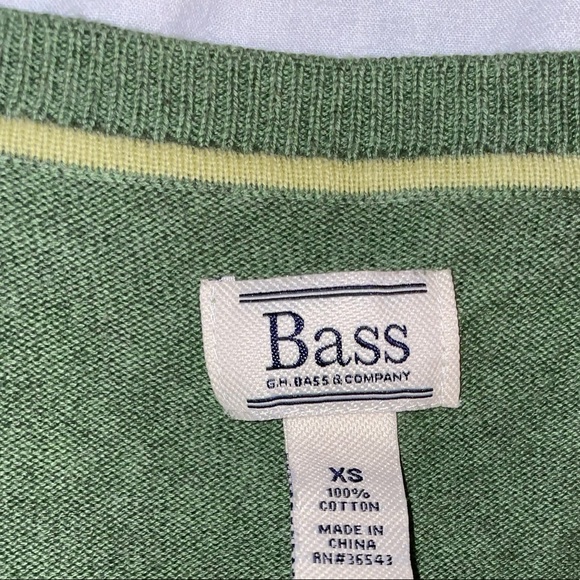 Bass
G.H. BASS & COMPANY
XS
100%
COTTON
MADE IN
CHINA
RN#36543